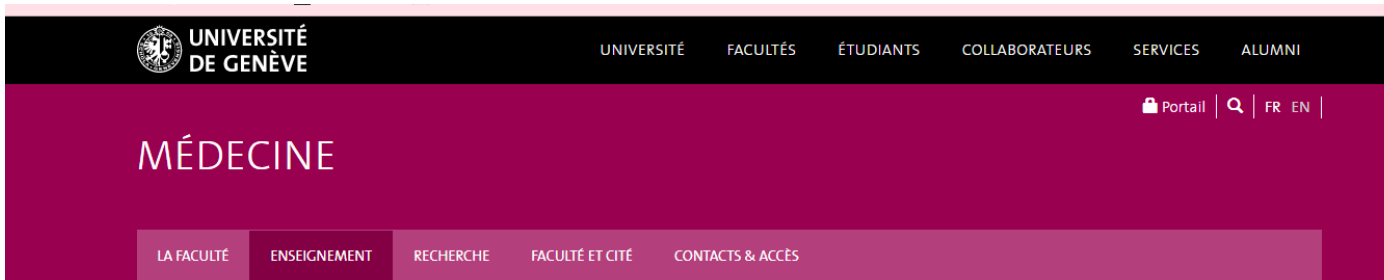 UNIVERSITÉ
DE GENÈVE
UNIVERSITÉ FACULTÉS ÉTUDIANTS COLLABORATEURS SERVICES ALUMNI
Portail FR EN
MÉDECINE
LA FACULTÉ ENSEIGNEMENT RECHERCHE FACULTÉ ET CITÉ CONTACTS & ACCÈS